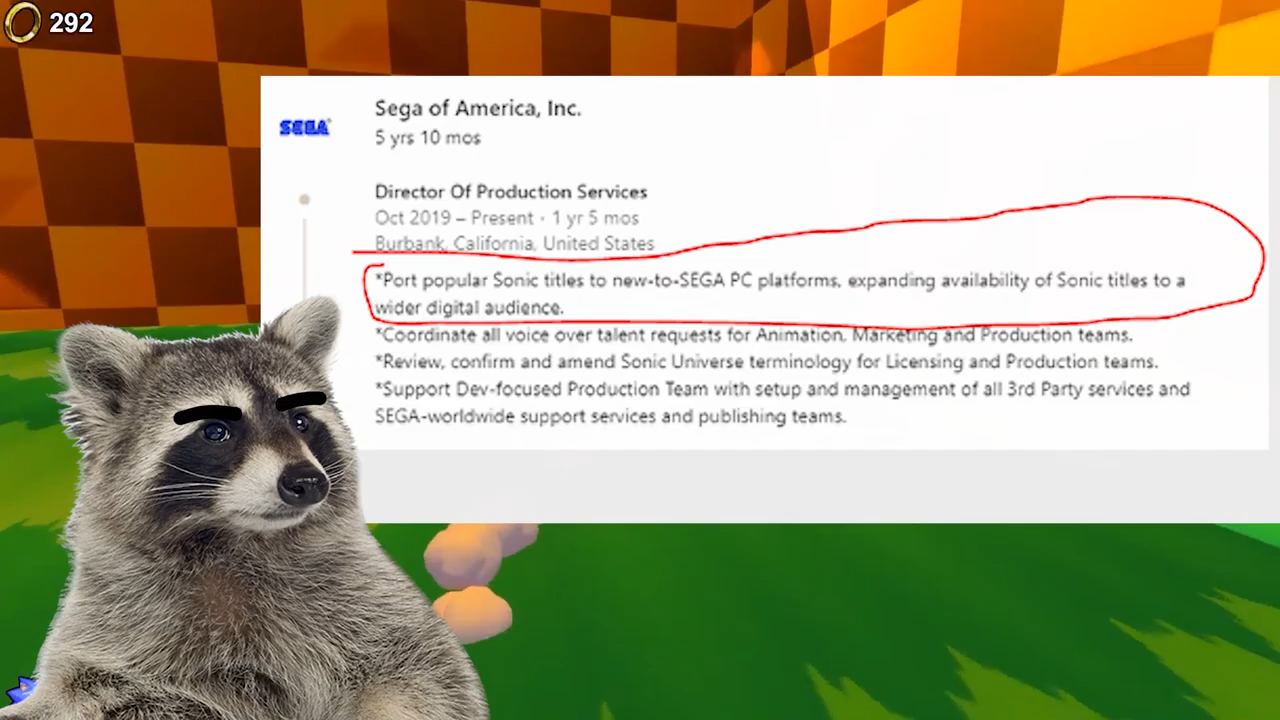 292
SEGA
Sega of America, Inc.
5 yrs 10 mos
Director Of Production Services
Oct 2019 – Present · 1 yr 5 mos
Burbank, California, United States
*Port popular Sonic titles to new-to-SEGA PC platforms, expanding availability of Sonic titles to a
wider digital audience.
*Coordinate all voice over talent requests for Animation, Marketing and Production teams.
*Review, confirm and amend Sonic Universe terminology for Licensing and Production teams.
*Support Dev-focused Production Team with setup and management of all 3rd Party services and
SEGA-worldwide support services and publishing teams.